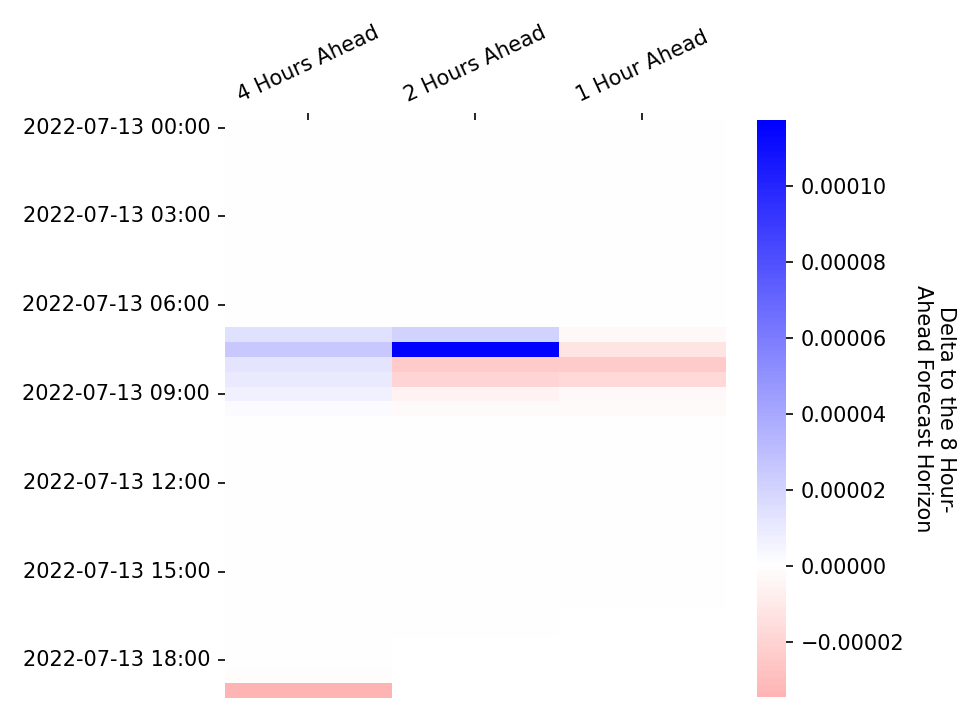 4 Hours Ahead
2 Hours Ahead
1 Hour Ahead
2022-07-13 00:00
2022-07-13 03:00
2022-07-13 06:00
2022-07-13 09:00
2022-07-13 12:00
2022-07-13 15:00
2022-07-13 18:00
0.00010
0.00008
0.00006
0.00004
0.00002
0.00000
−0.00002
Delta to the 8 Hour-
Ahead Forecast Horizon